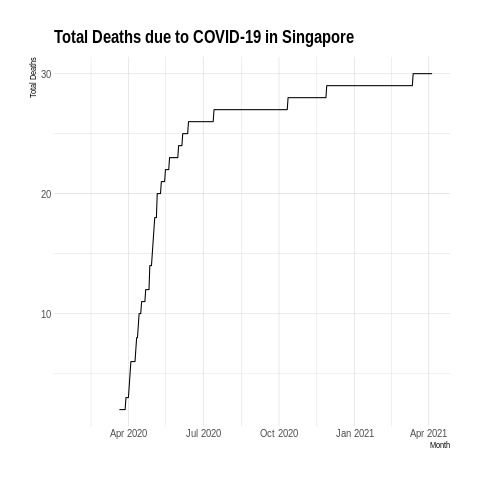 Total Deaths due to COVID-19 in Singapore
Total Deaths
30
20
10
Apr 2020 Jul 2020 Oct 2020 Jan 2021 Apr 2021
Month